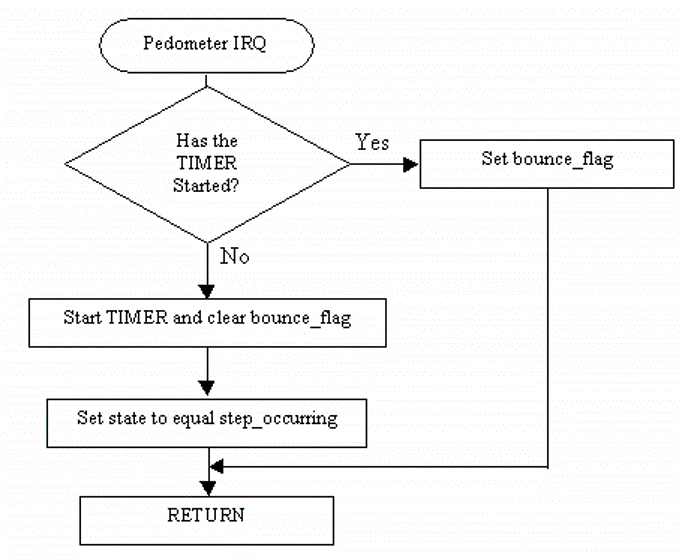 Pedometer IRQ
Has the
TIMER
Started?
Yes
Set bounce_flag
No
Start TIMER and clear bounce_flag
Set state to equal step_occurring
RETURN